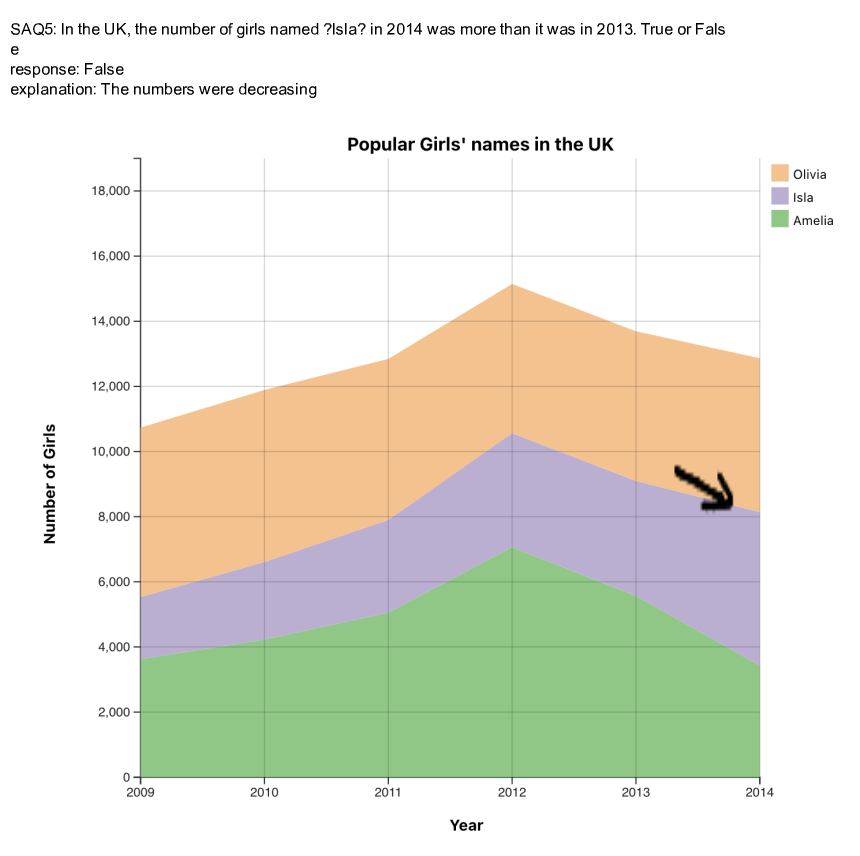 SAQ5: In the UK, the number of girls named ?Isla? in 2014 was more than it was in 2013. True or Fals
e
response: False
explanation: The numbers were decreasing
Popular Girls' names in the UK
Olivia
Isla
Amelia
18,000
16,000
14,000
12,000
10,000
8,000
6,000
4,000
2,000
0
Number of Girls
2009 2010 2011 2012 2013 2014
Year